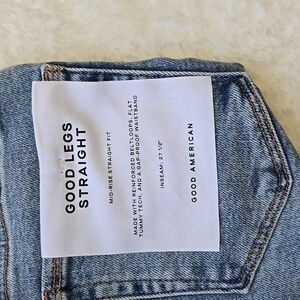 GOOD LEGS
STRAIGHT
MID-RISE STRAIGHT FIT
MADE WITH REINFORCED BELT LOOPS, FLAT
TUMMY TECH, AND A GAP-PROOF WAISTBAND
INSEAM: 27 1/2"
GOOD AMERICAN